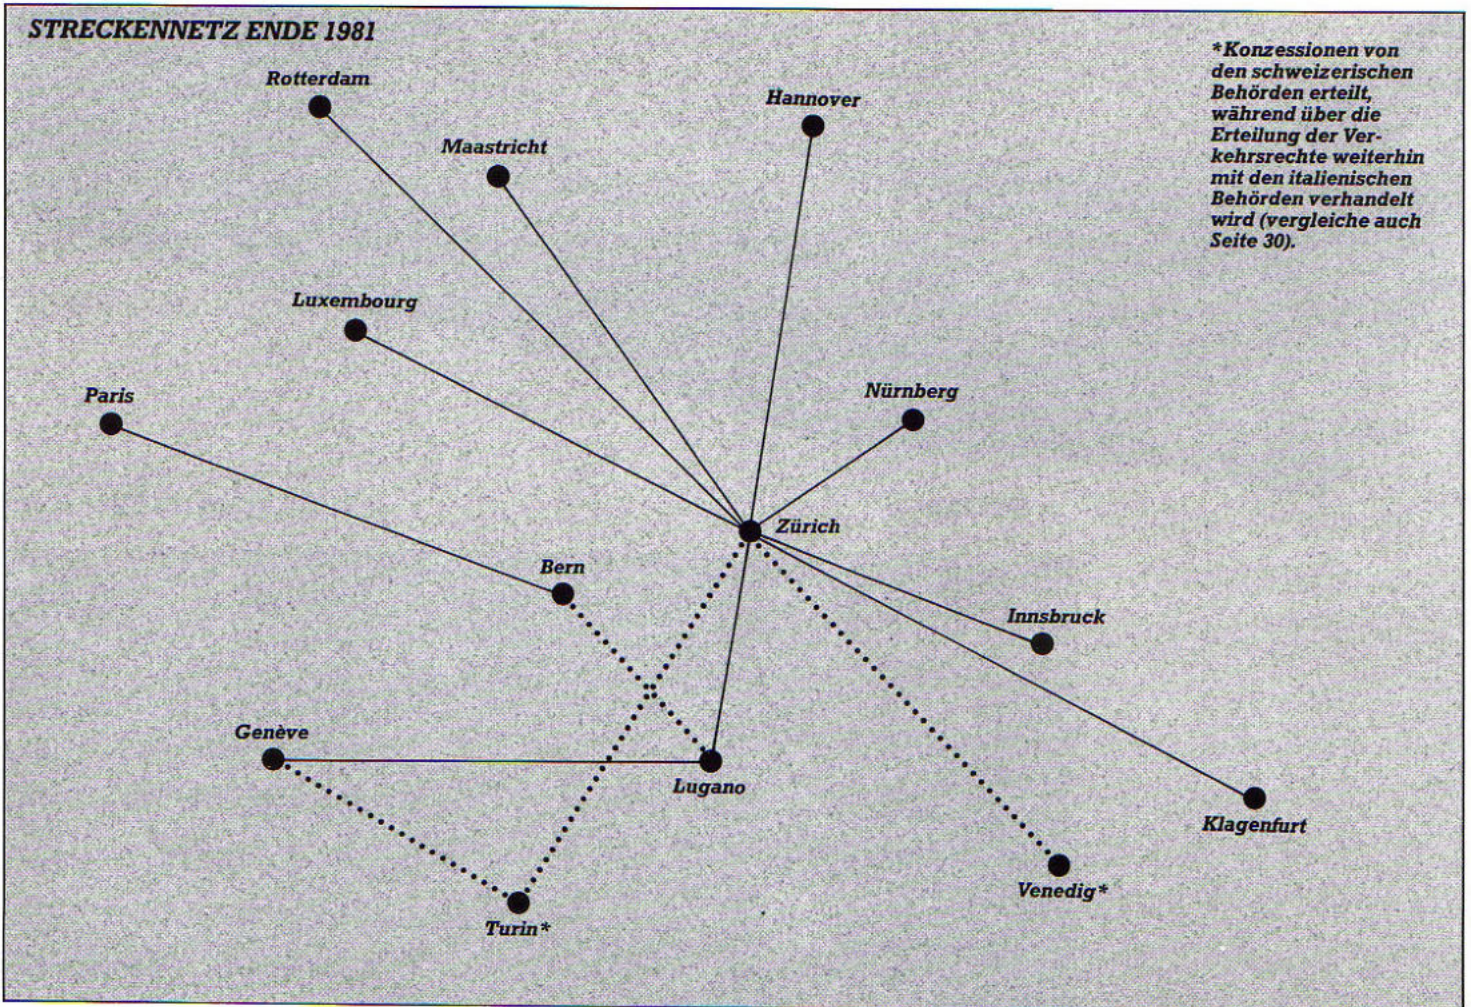 STRECKENNETZ ENDE 1981
*Konzessionen von
den schweizerischen
Behörden erteilt,
während über die
Erteilung der Ver-
kehrsrechte weiterhin
mit den italienischen
Behörden verhandelt
wird (vergleiche auch
Seite 30).
Rotterdam
Hannover
Maastricht
Luxembourg
Paris
Nürnberg
Zürich
Bern
Innsbruck
Genève
Lugano
Klagenfurt
Venedig*
Turin*